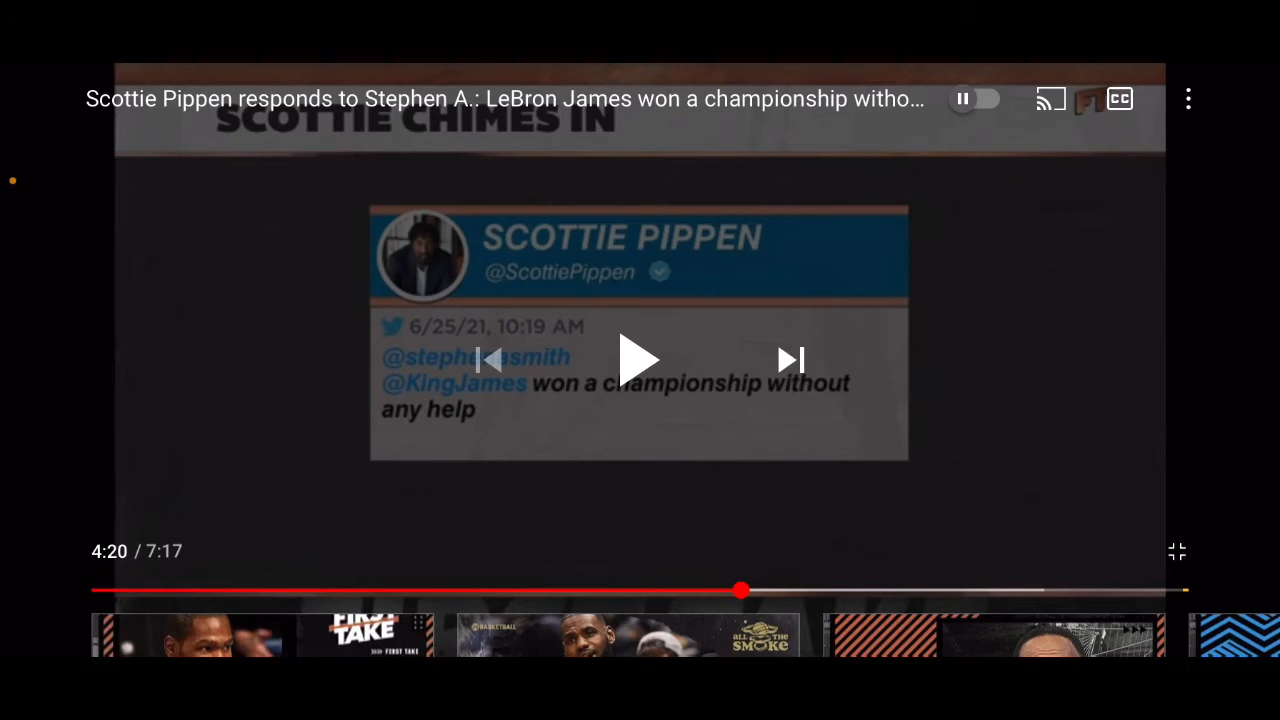 Scottie Pippen responds to Stephen A.: LeBron James won a championship witho...
SCOTTIE CHIMES IN
CC
SCOTTIE PIPPEN
@ScottiePippen
6/25/21, 10:19 AM
@stephenasmith
@KingJames won a championship without
any help
4:20 / 7:17
FIRST
TAKE
FIRST TAKE
@BASKETBALL
ALL THE
SMOKE